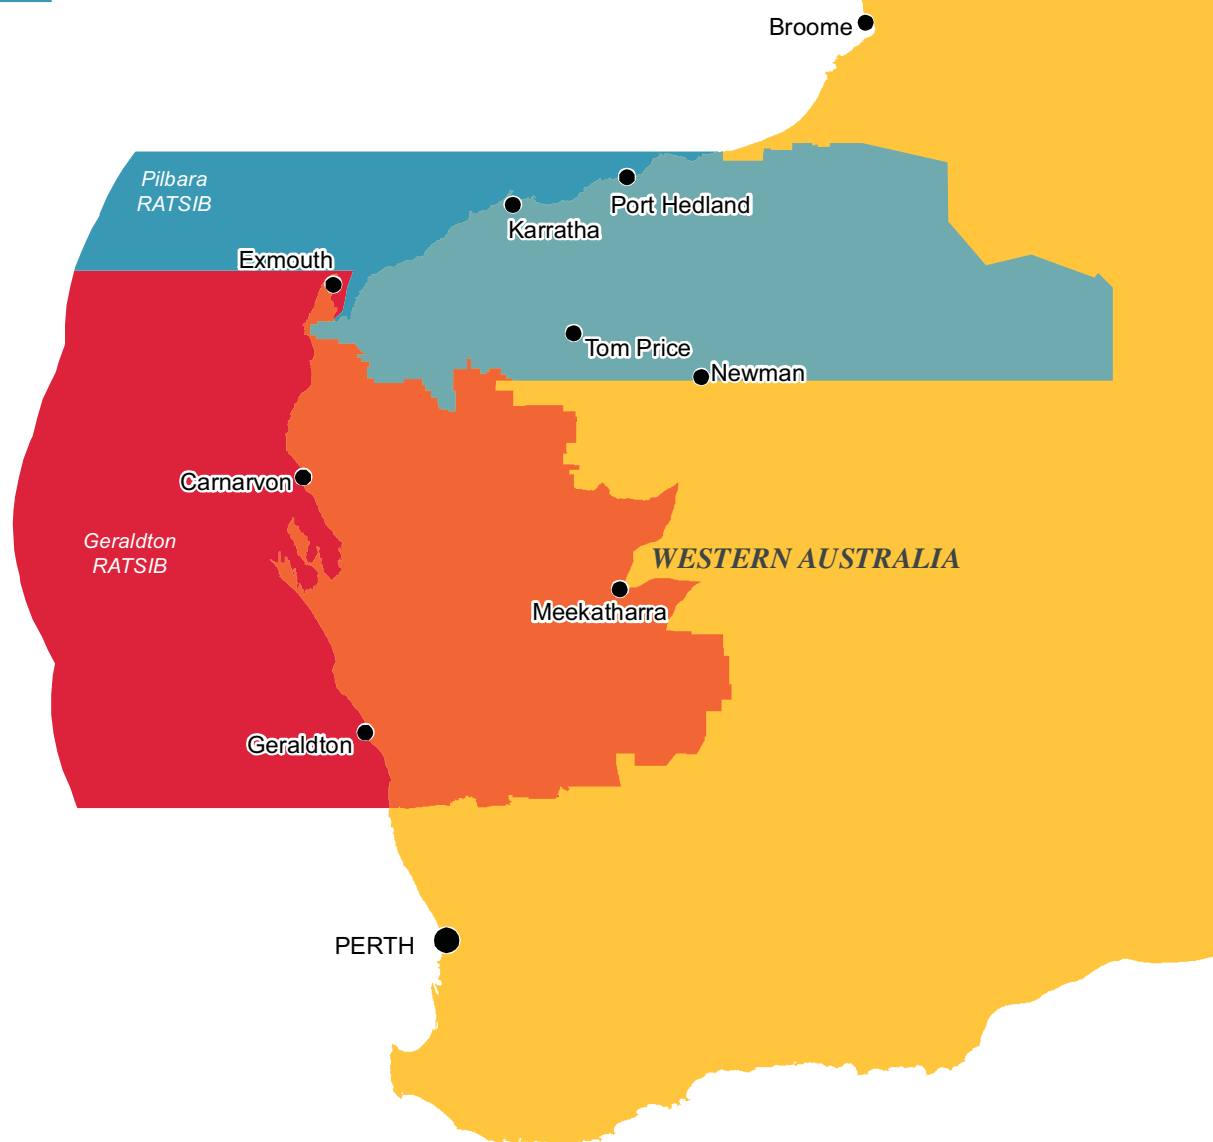 Broome
Pilbara
RATSIB
Port Hedland
Karratha
Exmouth
Tom Price
Newman
Carnarvon
Geraldton
RATSIB
WESTERN AUSTRALIA
Meekatharra
Geraldton
PERTH